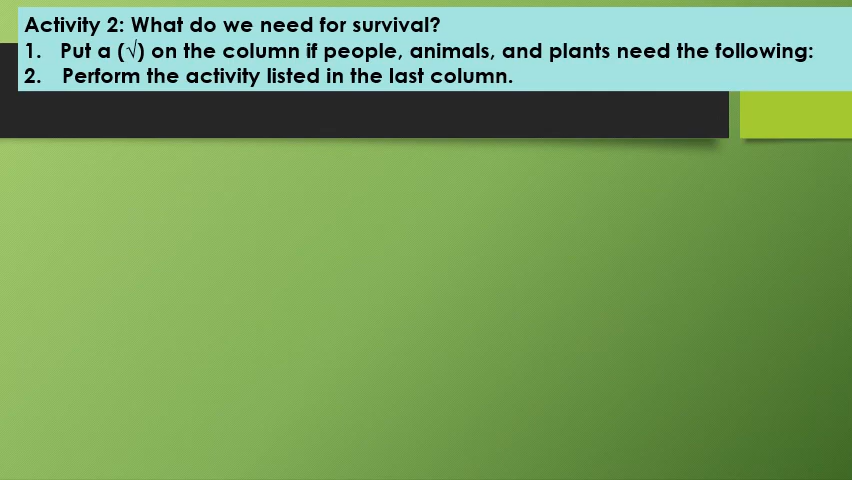 Activity 2: What do we need for survival?
1. Put a (√) on the column if people, animals, and plants need the following:
2. Perform the activity listed in the last column.